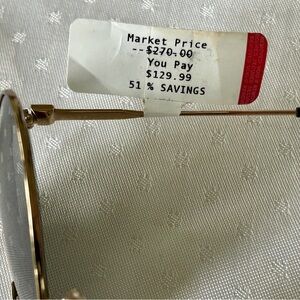 Market Price
--$270.00
You Pay
$129.99
51 % SAVINGS